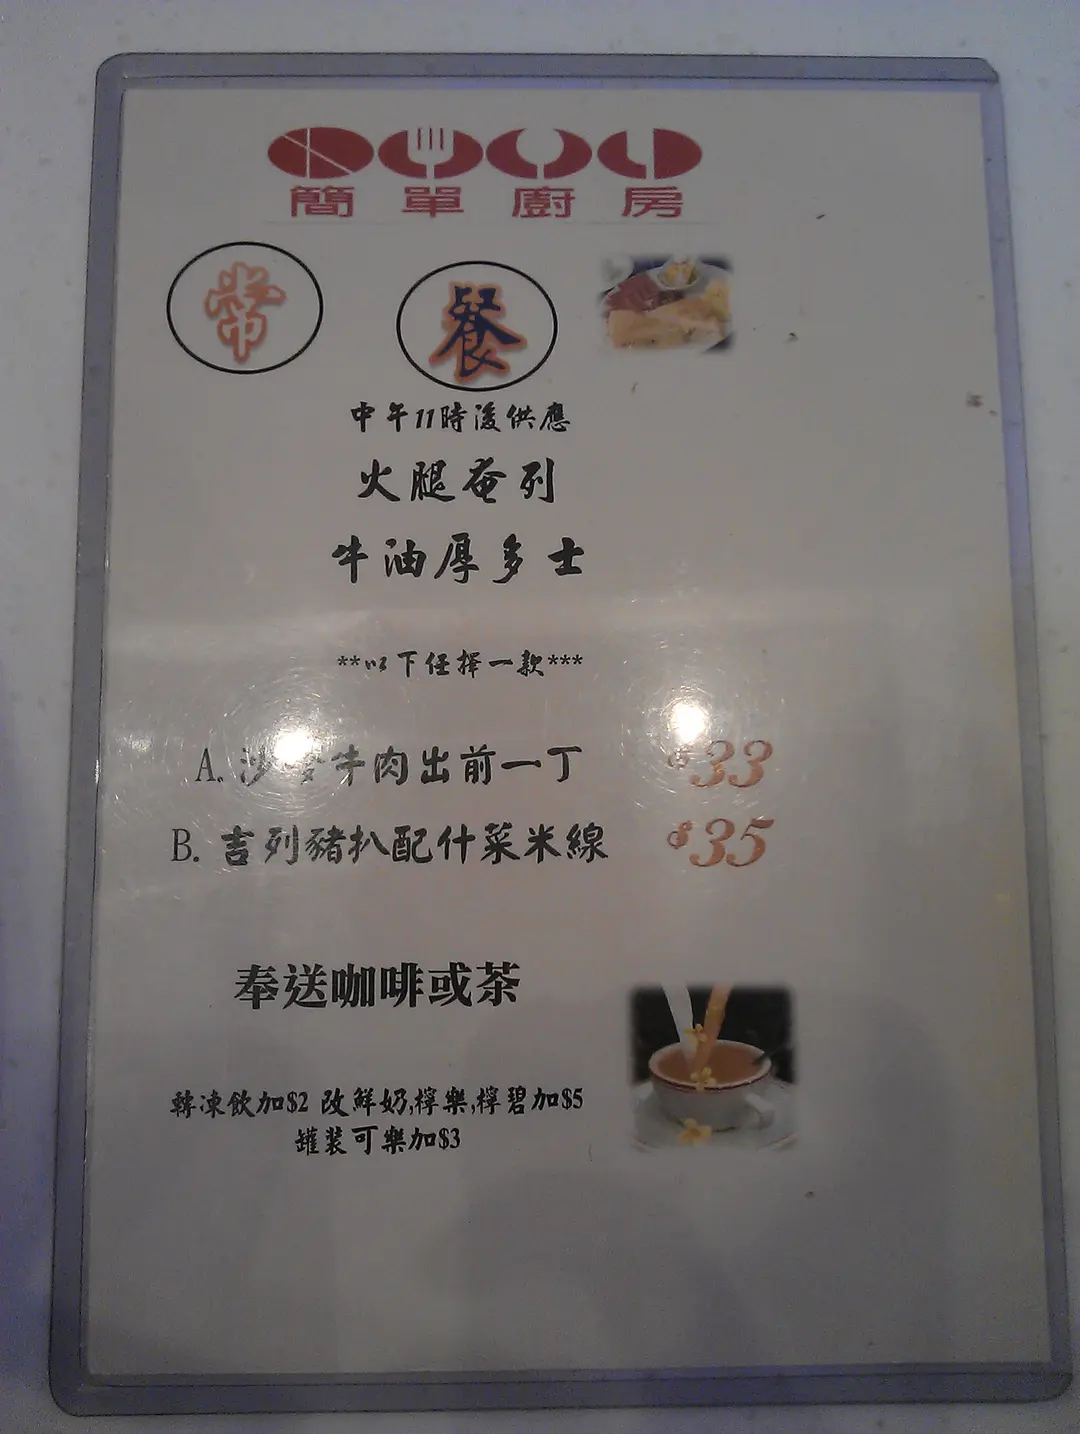 簡單廚房
常餐
中午11時後供應
火腿奄列
牛油厚多士
**以下任擇一款***
A. 沙爹牛肉出前一丁 $33
B. 吉列豬扒配什菜米線 $35
奉送咖啡或茶
轉凍飲加$2 改鮮奶,檸樂,檸碧加$5
罐裝可樂加$3